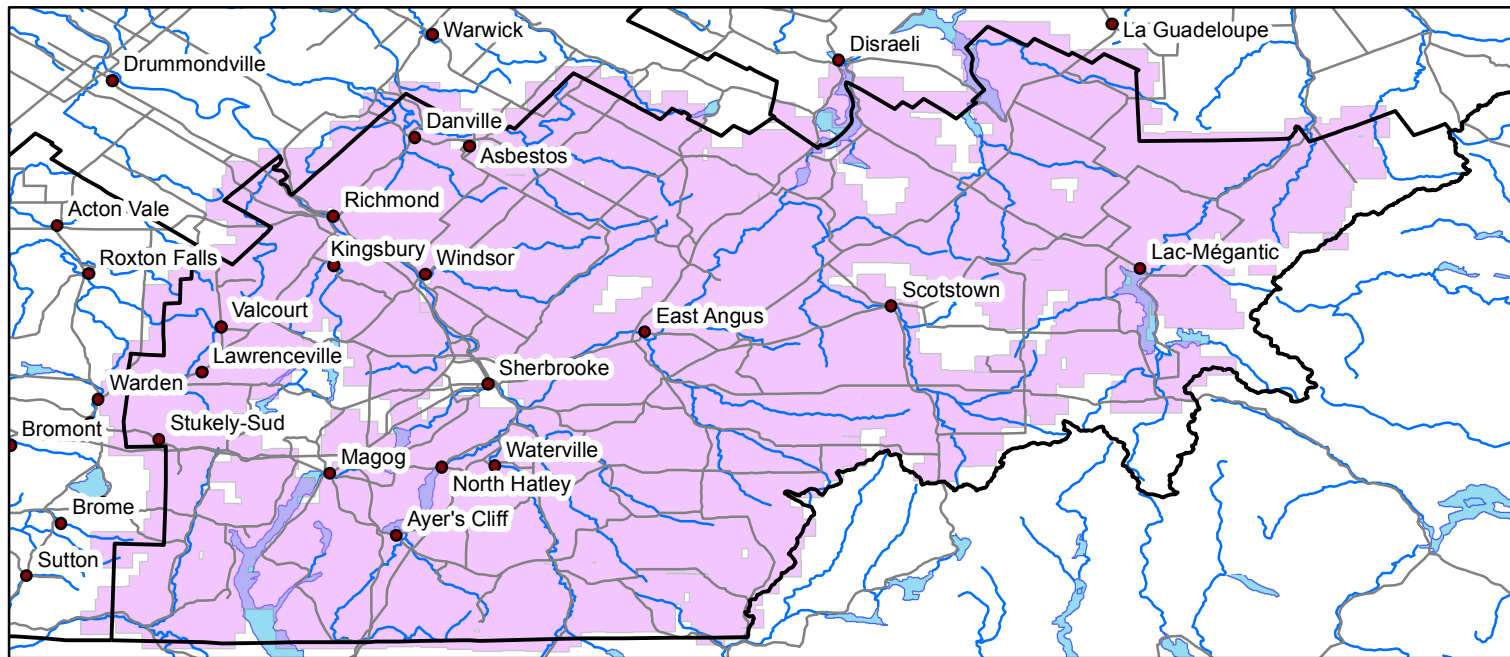 La Guadeloupe
Warwick
Disraeli
Drummondville
Danville
Asbestos
Richmond
Acton Vale
Kingsbury
Windsor
Roxton Falls
Lac-Mégantic
Scotstown
Valcourt
East Angus
Lawrenceville
Sherbrooke
Warden
Stukely-Sud
Bromont
Waterville
Magog
North Hatley
Brome
Ayer's Cliff
Sutton